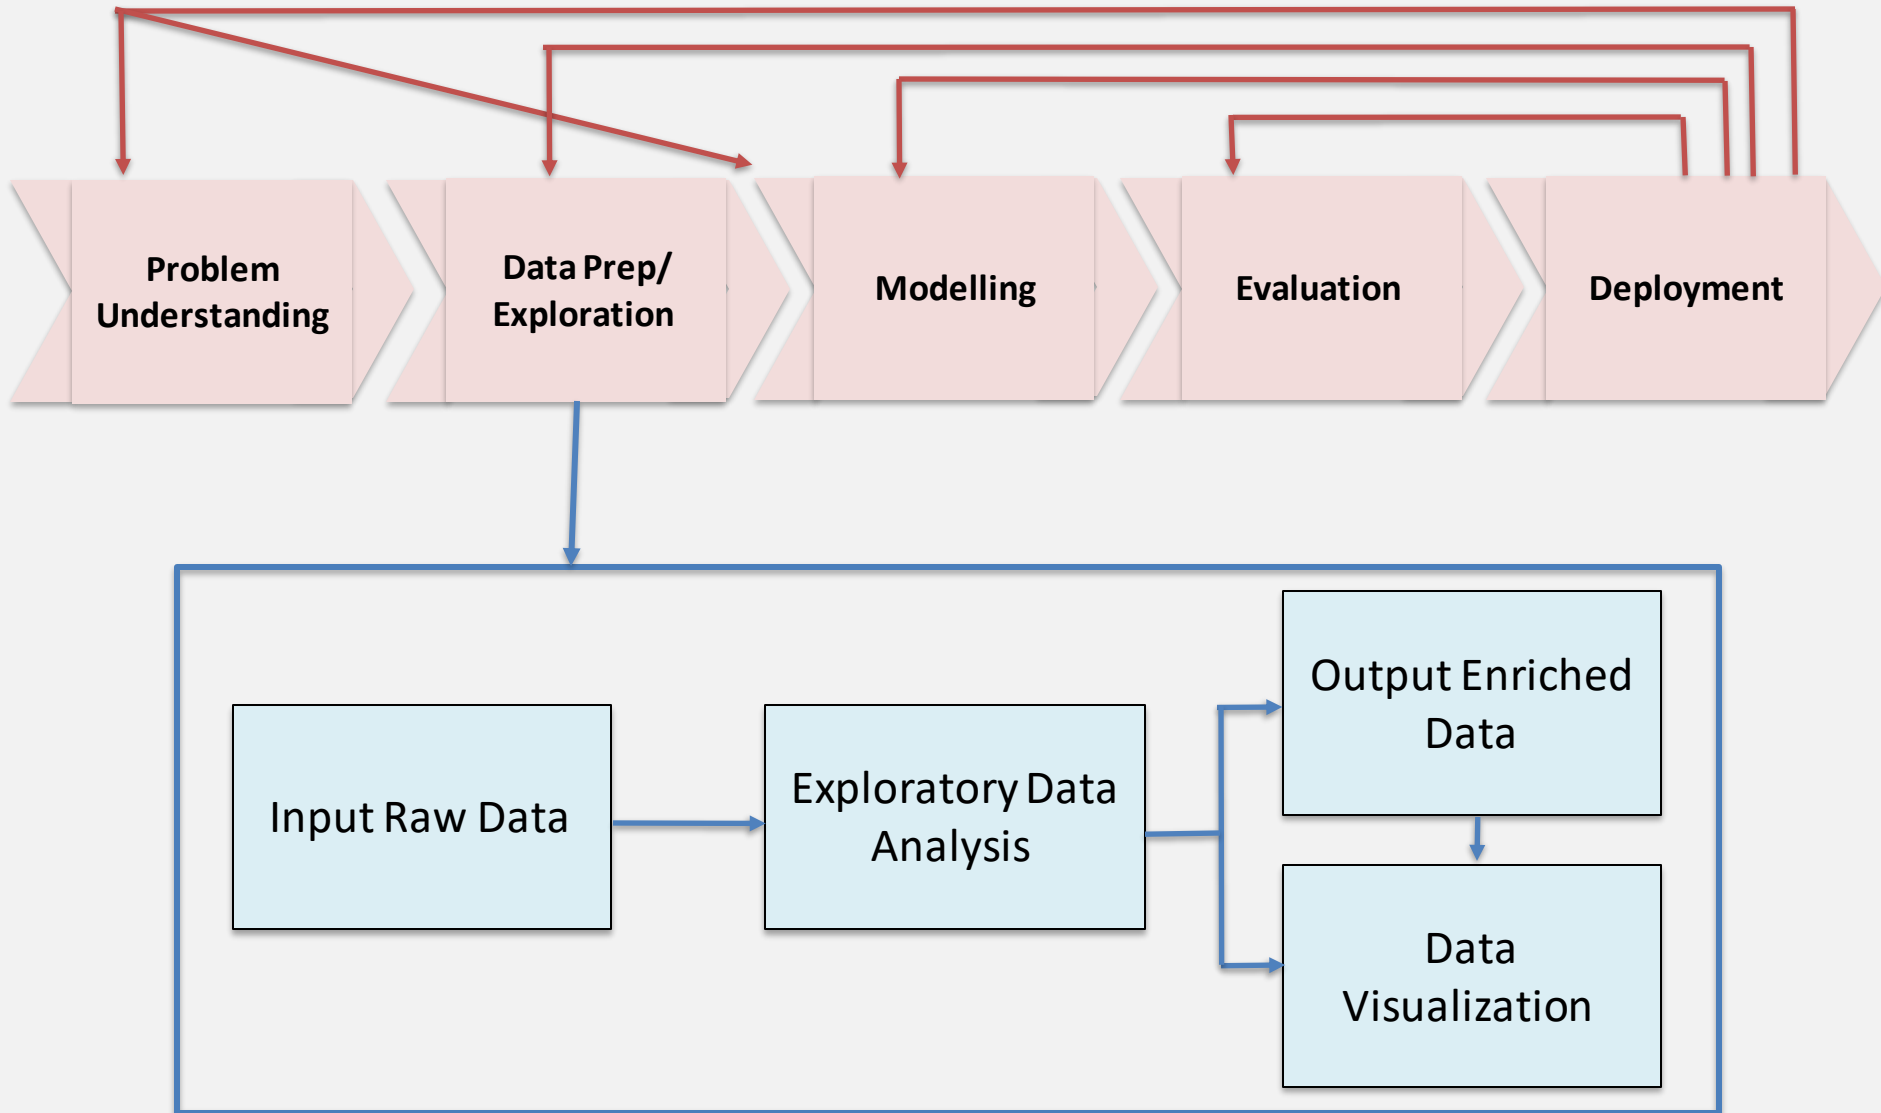 Problem
Understanding
Data Prep/
Exploration
Modelling
Evaluation
Deployment
Input Raw Data
Exploratory Data
Analysis
Output Enriched
Data
Data
Visualization